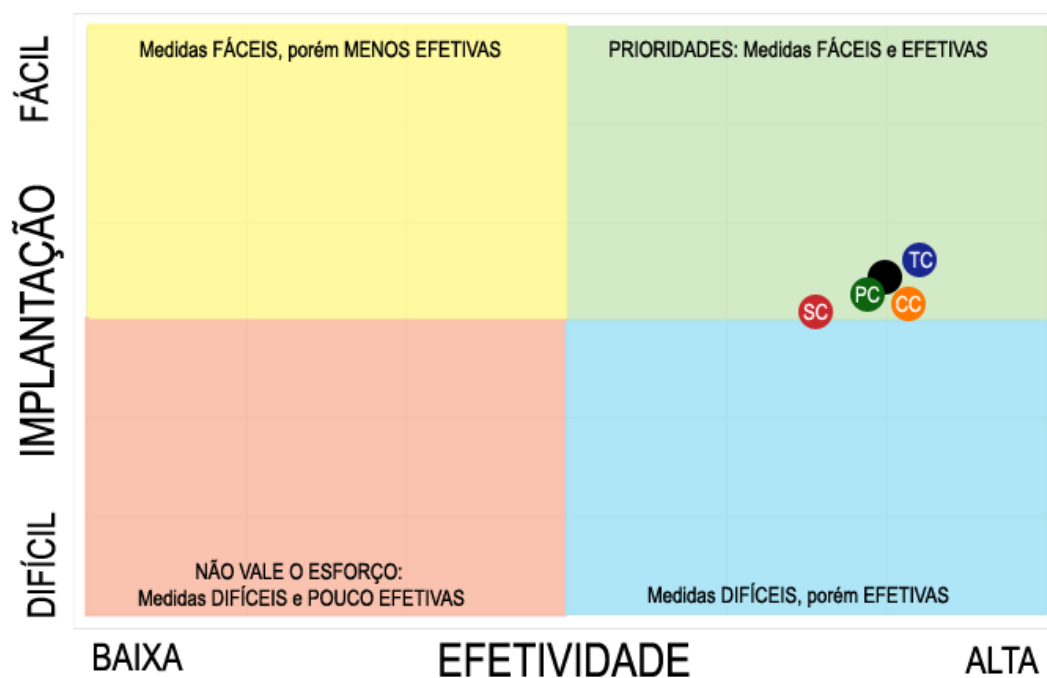 FÁCIL
IMPLANTAÇÃO
DIFÍCIL
Medidas FÁCEIS, porém MENOS EFETIVAS
PRIORIDADES: Medidas FÁCEIS e EFETIVAS
TC
PC
CC
SC
NÃO VALE O ESFORÇO:
Medidas DIFÍCEIS e POUCO EFETIVAS
Medidas DIFÍCEIS, porém EFETIVAS
BAIXA
EFETIVIDADE
ALTA